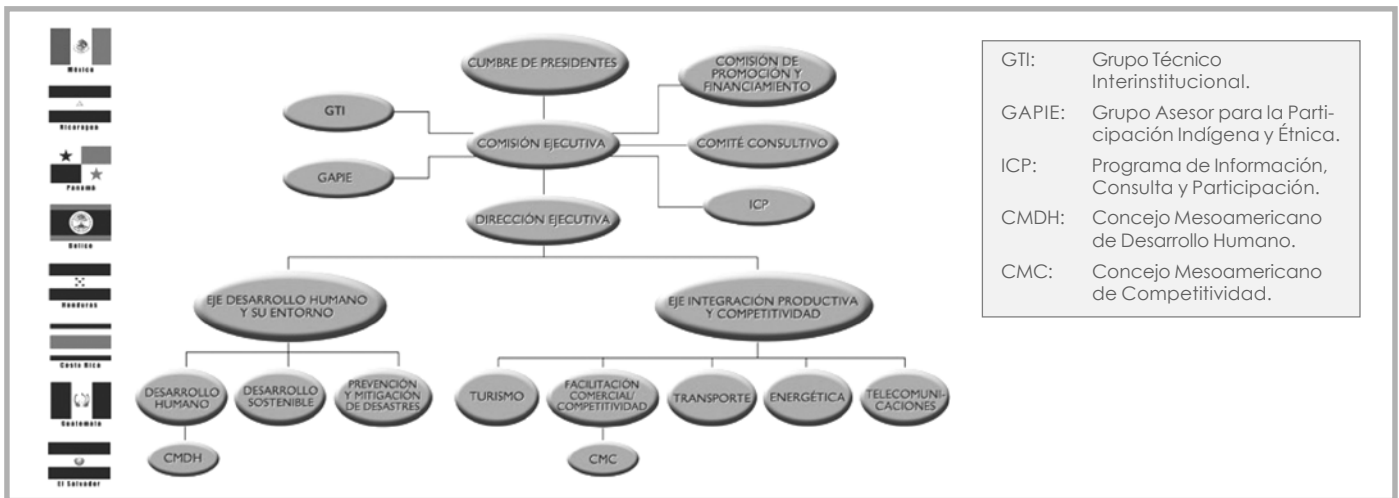 México
Nicaragua
Panamá
Belice
Honduras
Costa Rica
Guatemala
El Salvador
CUMBRE DE PRESIDENTES
COMISIÓN DE
PROMOCIÓN Y
FINANCIAMIENTO
GTI
COMISIÓN EJECUTIVA
COMITÉ CONSULTIVO
GAPIE
ICP
DIRECCIÓN EJECUTIVA
EJE DESARROLLO HUMANO
Y SU ENTORNO
EJE INTEGRACIÓN PRODUCTIVA
Y COMPETITIVIDAD
DESARROLLO
HUMANO
DESARROLLO
SOSTENIBLE
PREVENCIÓN
Y MITIGACIÓN
DE DESASTRES
TURISMO
FACILITACIÓN
COMERCIAL/
COMPETITIVIDAD
TRANSPORTE
ENERGÉTICA
TELECOMUNI-
CACIONES
CMDH
CMC
GTI: Grupo Técnico
Interinstitucional.
GAPIE: Grupo Asesor para la Parti-
cipación Indígena y Étnica.
ICP: Programa de Información,
Consulta y Participación.
CMDH: Concejo Mesoamericano
de Desarrollo Humano.
CMC: Concejo Mesoamericano
de Competitividad.